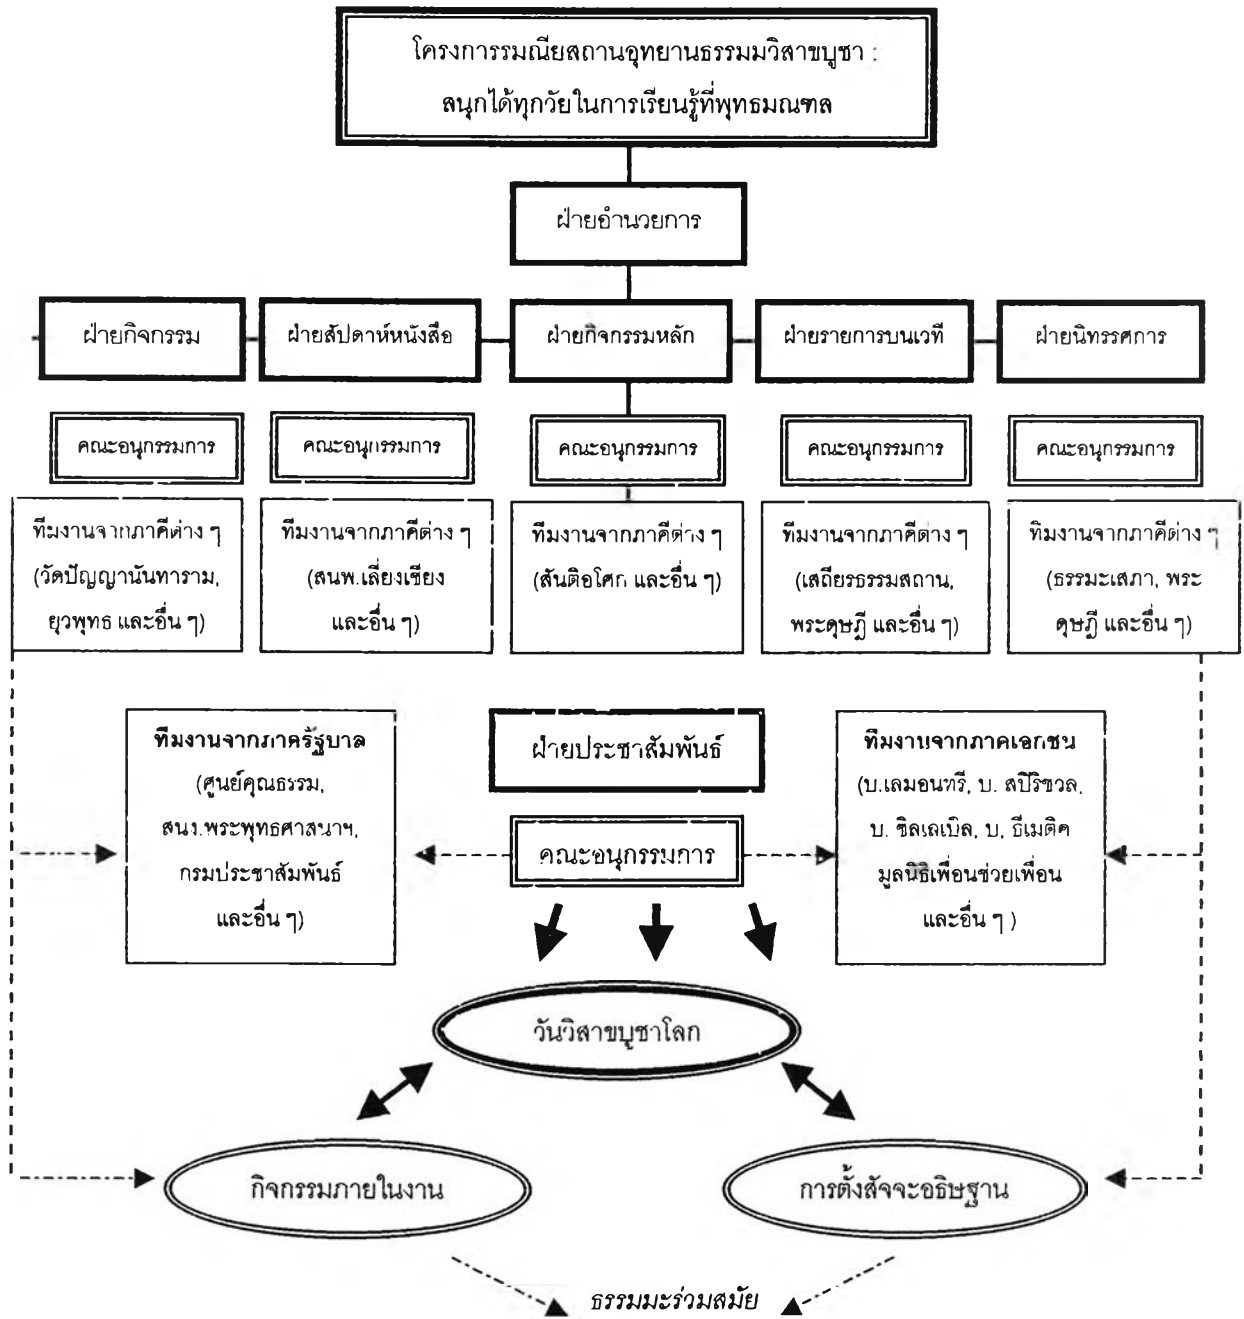 โครงการรมณียสถานอุทยานธรรมมวิสาขบูชา :
สนุกได้ทุกวัยในการเรียนรู้ที่พุทธมณฑล
ฝ่ายอำนวยการ
ฝ่ายกิจกรรม
ฝ่ายสัปดาห์หนังสือ
ฝ่ายกิจกรรมหลัก
ฝ่ายรายการบนเวที
ฝ่ายนิทรรศการ
คณะอนุกรรมการ
คณะอนุกรรมการ
คณะอนุกรรมการ
คณะอนุกรรมการ
คณะอนุกรรมการ
ทีมงานจากภาคีต่าง ๆ
(วัดปัญญานันทาราม,
ยุวพุทธ และอื่น ๆ)
ทีมงานจากภาคีต่าง ๆ
(สนพ.เลี่ยงเชียง
และอื่น ๆ)
ทีมงานจากภาคีต่าง ๆ
(สันติอโศก และอื่น ๆ)
ทีมงานจากภาคีต่าง ๆ
(เสถียรธรรมสถาน,
พระดุษฎี และอื่น ๆ)
ทีมงานจากภาคีต่าง ๆ
(ธรรมะเสภา, พระ
ดุษฎี และอื่น ๆ)
ทีมงานจากภาครัฐบาล
(ศูนย์คุณธรรม,
สนง.พระพุทธศาสนาฯ,
กรมประชาสัมพันธ์
และอื่น ๆ)
ฝ่ายประชาสัมพันธ์
คณะอนุกรรมการ
ทีมงานจากภาคเอกชน
(บ.เลมอนทรี, บ. สปิริชวล,
บ. ซิลเลเบิล, บ, ธีเมติค
มูลนิธิเพื่อนช่วยเพื่อน
และอื่น ๆ )
วันวิสาขบูชาโลก
กิจกรรมภายในงาน
การตั้งสัจจะอธิษฐาน
ธรรมมะร่วมสมัย